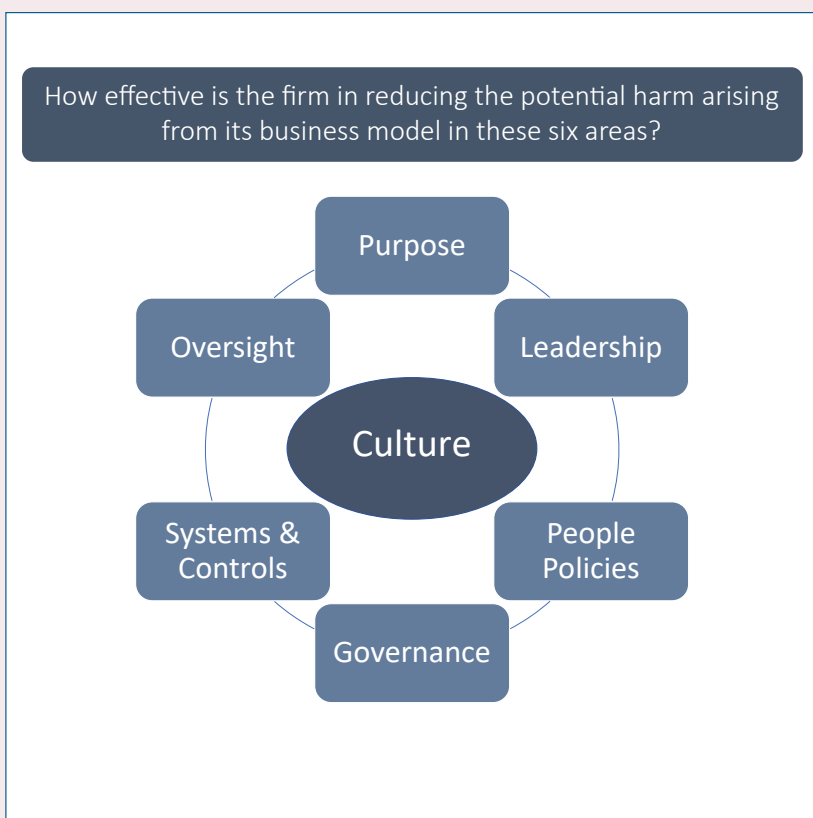 How effective is the firm in reducing the potential harm arising
from its business model in these six areas?
Purpose
Oversight
Leadership
Culture
Systems &
Controls
People
Policies
Governance